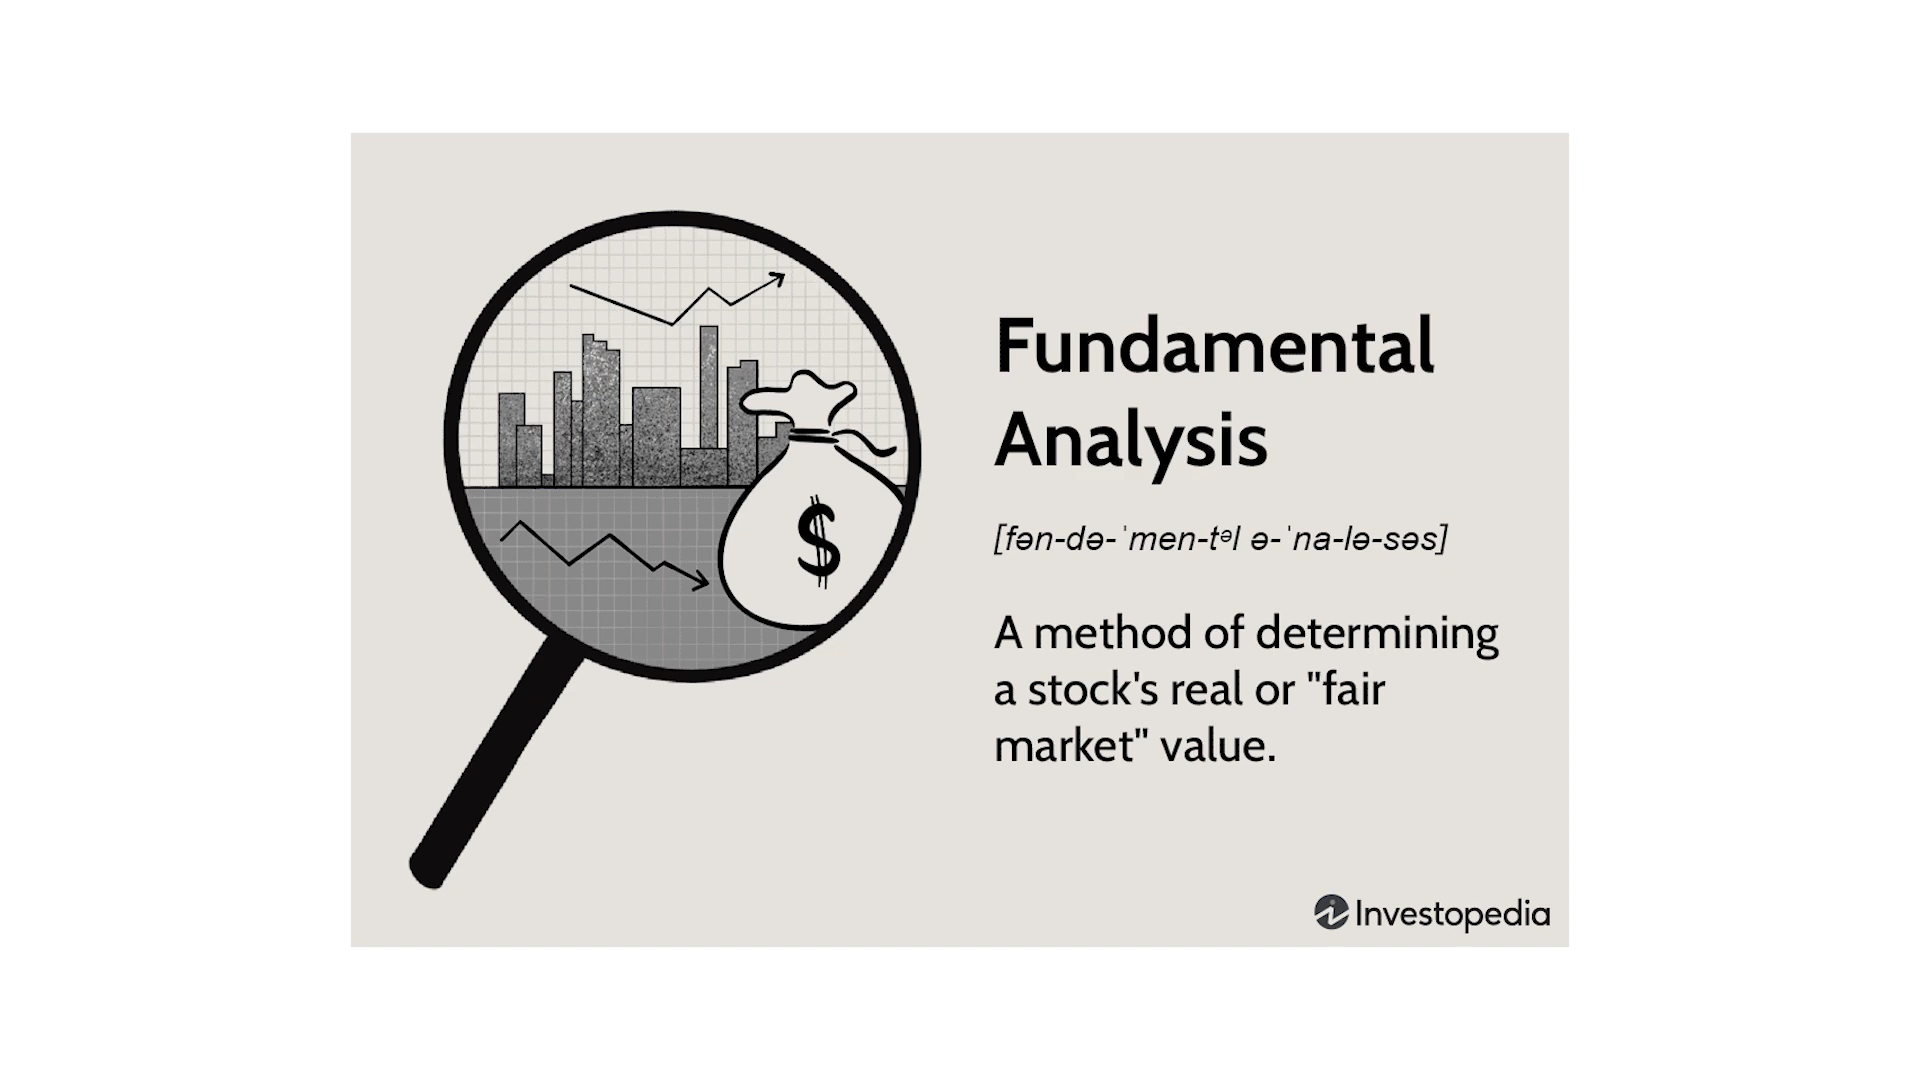 Fundamental
Analysis
[fən-də-ˈmen-tᵊl ə-ˈna-lə-səs]
A method of determining
a stock's real or "fair
market" value.
$
Investopedia